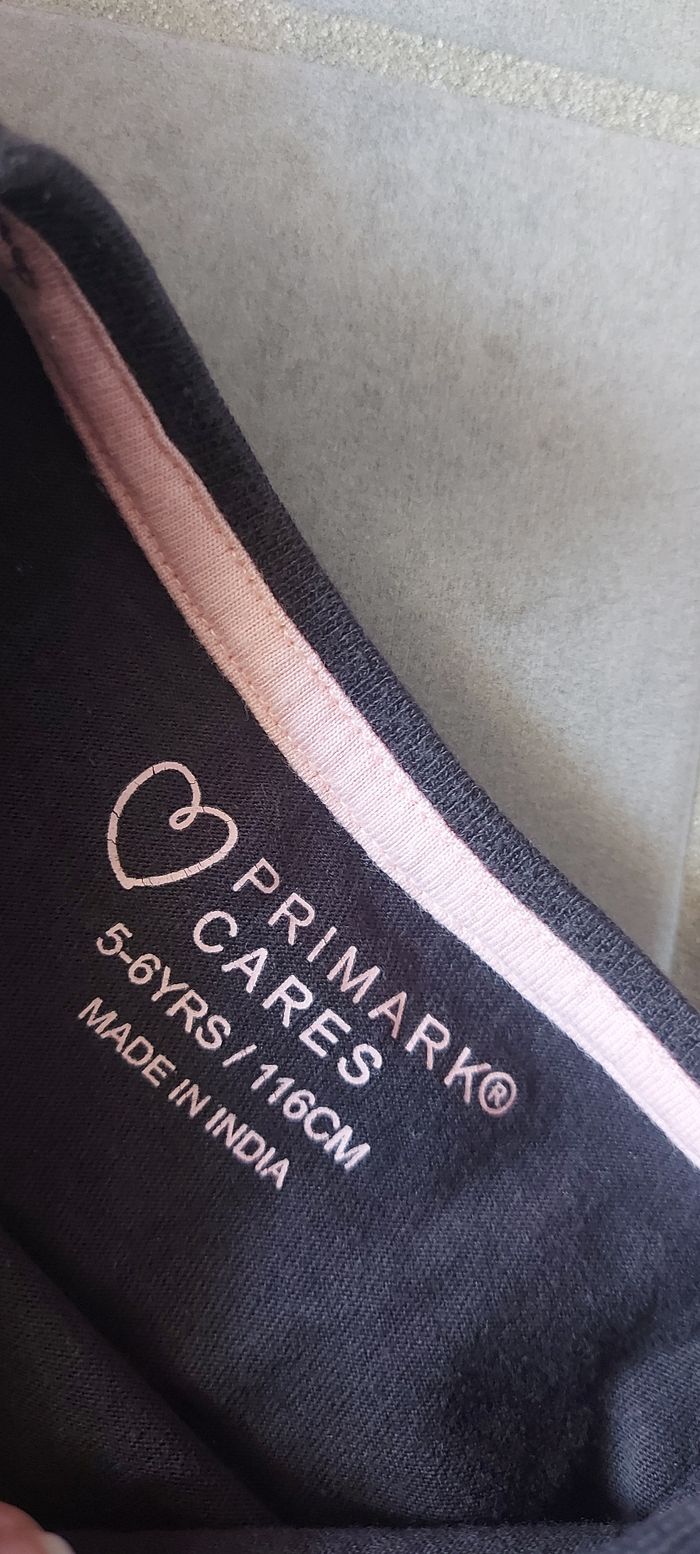 PRIMARK®
CARES
5-6YRS / 116CM
MADE IN INDIA